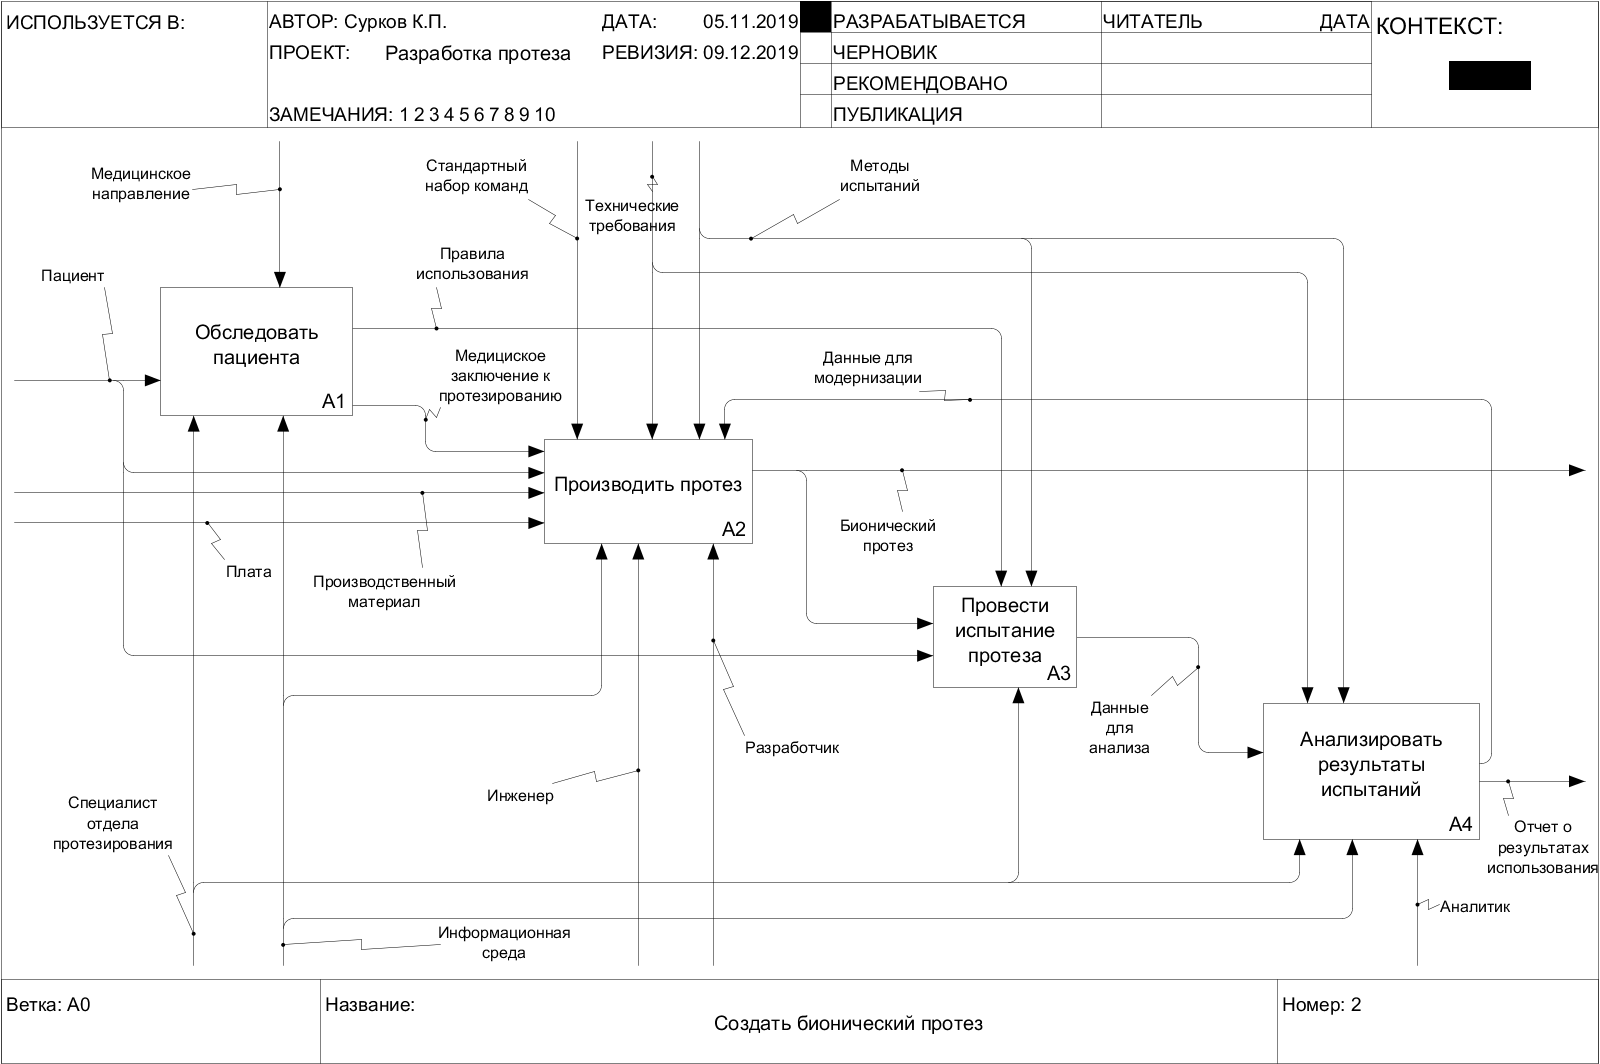 ИСПОЛЬЗУЕТСЯ В:
АВТОР: Сурков К.П.
ДАТА: 05.11.2019
ПРОЕКТ: Разработка протеза
РЕВИЗИЯ: 09.12.2019
ЗАМЕЧАНИЯ: 1 2 3 4 5 6 7 8 9 10
РАЗРАБАТЫВАЕТСЯ
ЧЕРНОВИК
РЕКОМЕНДОВАНО
ПУБЛИКАЦИЯ
ЧИТАТЕЛЬ
ДАТА
КОНТЕКСТ:
Медицинское
направление
Стандартный
набор команд
Технические
требования
Методы
испытаний
Пациент
Правила
использования
Обследовать
пациента
A1
Медициское
заключение к
протезированию
Данные для
модернизации
Производить протез
A2
Бионический
протез
Плата
Производственный
материал
Провести
испытание
протеза
A3
Данные
для
анализа
Разработчик
Инженер
Анализировать
результаты
испытаний
A4
Специалист
отдела
протезирования
Отчет о
результатах
использования
Аналитик
Информационная
среда
Ветка: A0
Название:
Создать бионический протез
Номер: 2